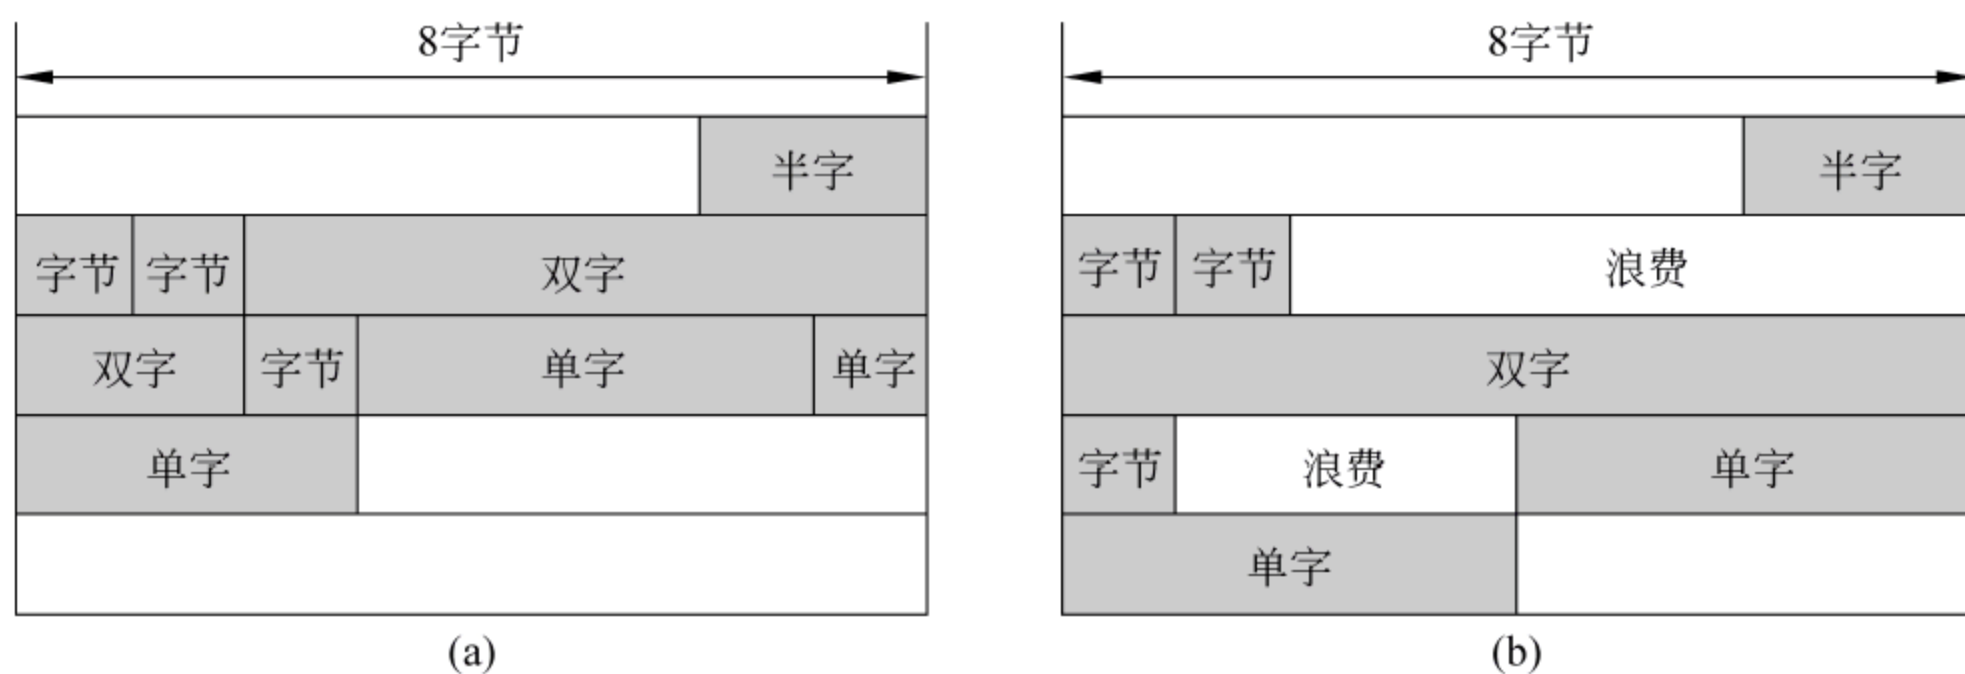 8字节
半字
字节 字节 双字
双字 字节 单字 单字
单字
(a)
8字节
半字
字节 字节 浪费
双字
字节 浪费 单字
单字
(b)